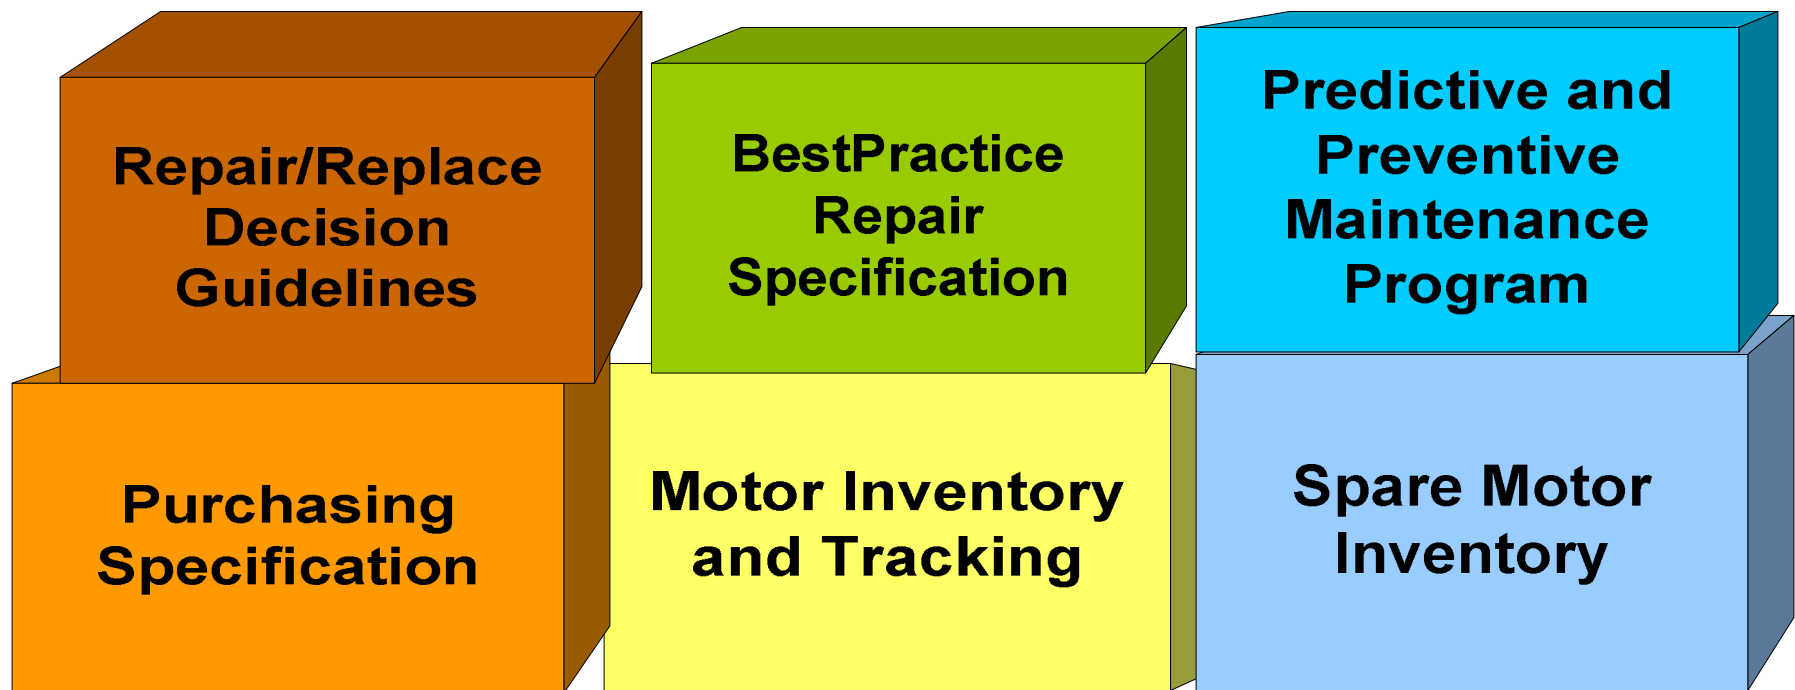 Repair/Replace
Decision
Guidelines
BestPractice
Repair
Specification
Predictive and
Preventive
Maintenance
Program
Purchasing
Specification
Motor Inventory
and Tracking
Spare Motor
Inventory